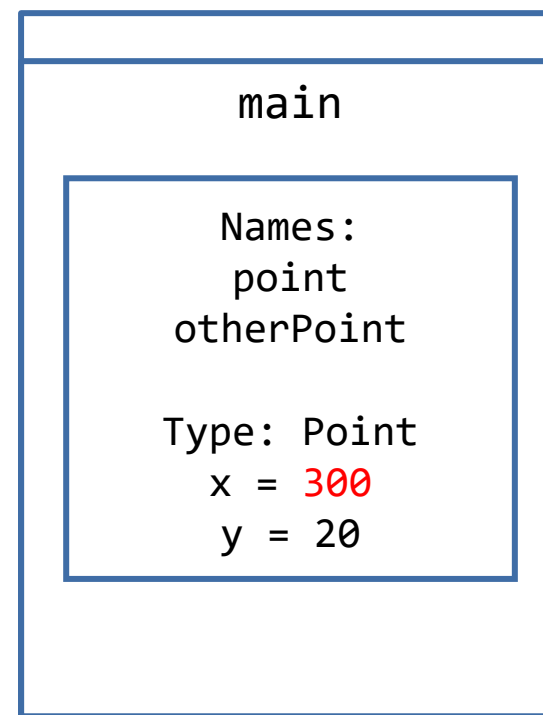 main
Names:
point
otherPoint
Type: Point
x = 300
y = 20